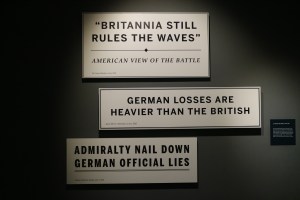 "BRITANNIA STILL
RULES THE WAVES"
AMERICAN VIEW OF THE BATTLE
GERMAN LOSSES ARE
HEAVIER THAN THE BRITISH
ADMIRALTY NAIL DOWN
GERMAN OFFICIAL LIES